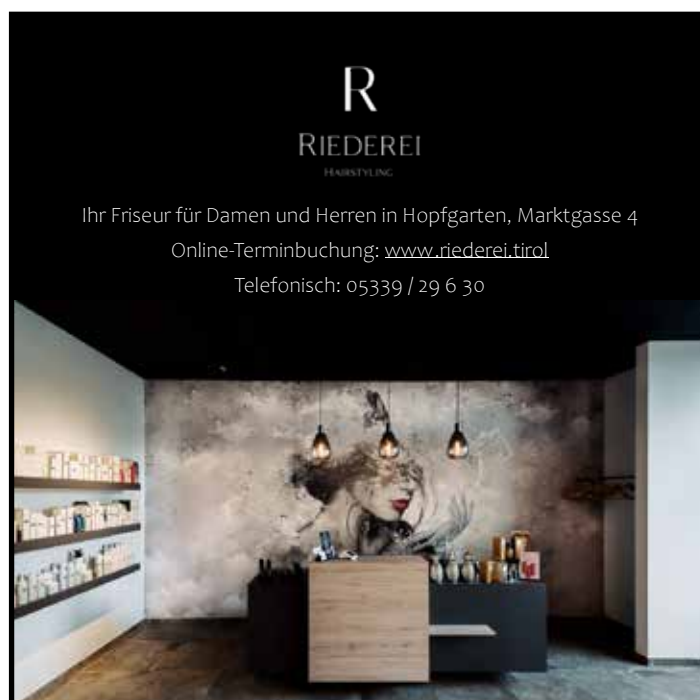 R
RIEDEREI
HAIRSTYLING
Ihr Friseur für Damen und Herren in Hopfgarten, Marktgasse 4
Online-Terminbuchung: www.riederei.tirol
Telefonisch: 05339 / 29 6 30